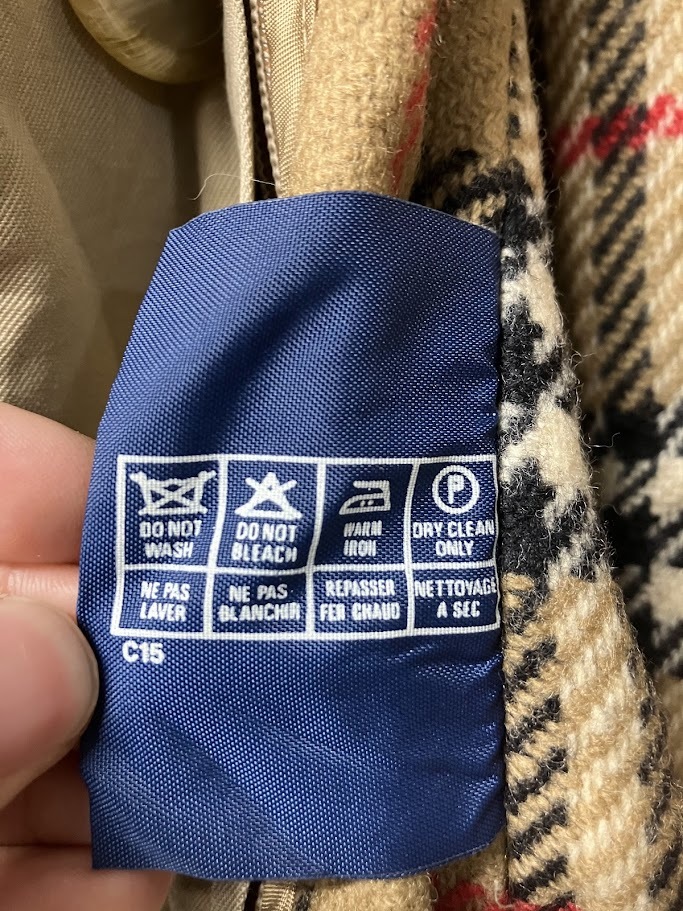 DO NOT
WASH
DO NOT
BLEACH
WARM
IRON
P
DRY CLEAN
ONLY
NE PAS
LAVER
NE PAS
BLANCHIR
REPASSER
FER CHAUD
NETTOYAGE
A SEC
C15